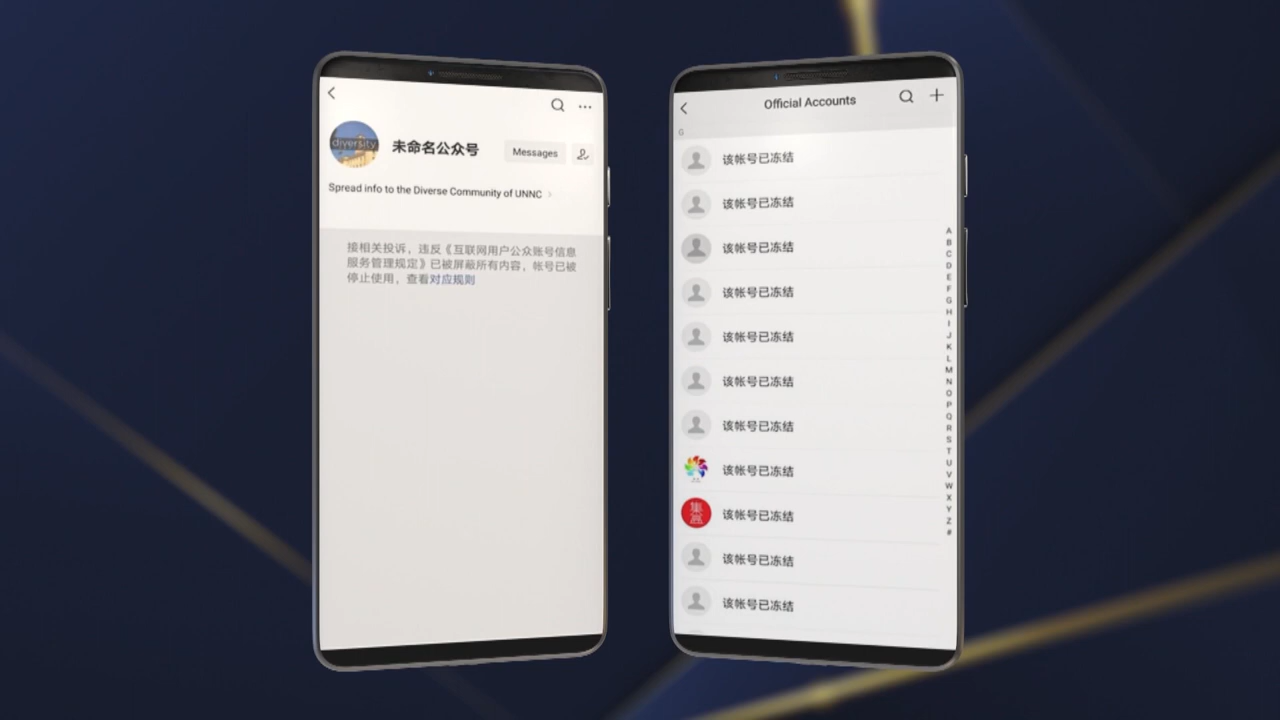 diversity
未命名公众号
Messages
Spread info to the Diverse Community of UNNC
接相关投诉，违反《互联网用户公众账号信息
服务管理规定》已被屏蔽所有内容，帐号已被
停止使用，查看对应规则
Official Accounts
G
该帐号已冻结
该帐号已冻结
该帐号已冻结
该帐号已冻结
该帐号已冻结
该帐号已冻结
该帐号已冻结
该帐号已冻结
集盒
该帐号已冻结
该帐号已冻结
该帐号已冻结
A
B
C
D
E
F
G
H
I
J
K
L
M
N
O
P
Q
R
S
T
U
V
W
X
Y
Z
#